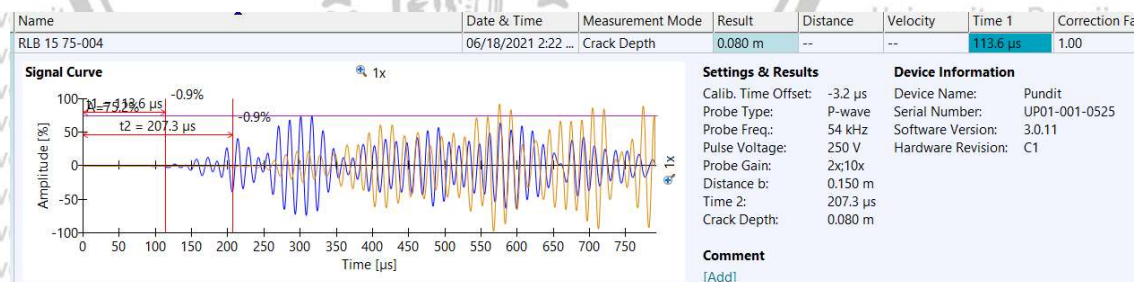 Name Date & Time Measurement Mode Result Distance Velocity Time 1 Correction Fa
RLB 15 75-004 06/18/2021 2:22 ... Crack Depth 0.080 m -- -- 113.6 µs 1.00
Signal Curve 1x
t1 = 113.6 µs -0.9%
A=75.2%
t2 = 207.3 µs -0.9%
Amplitude [%]
100
50
0
-50
-100
0 50 100 150 200 250 300 350 400 450 500 550 600 650 700 750
Time [µs]
1x
Settings & Results
Calib. Time Offset: -3.2 µs
Probe Type: P-wave
Probe Freq.: 54 kHz
Pulse Voltage: 250 V
Probe Gain: 2x;10x
Distance b: 0.150 m
Time 2: 207.3 µs
Crack Depth: 0.080 m
Device Information
Device Name: Pundit
Serial Number: UP01-001-0525
Software Version: 3.0.11
Hardware Revision: C1
Comment
[Add]